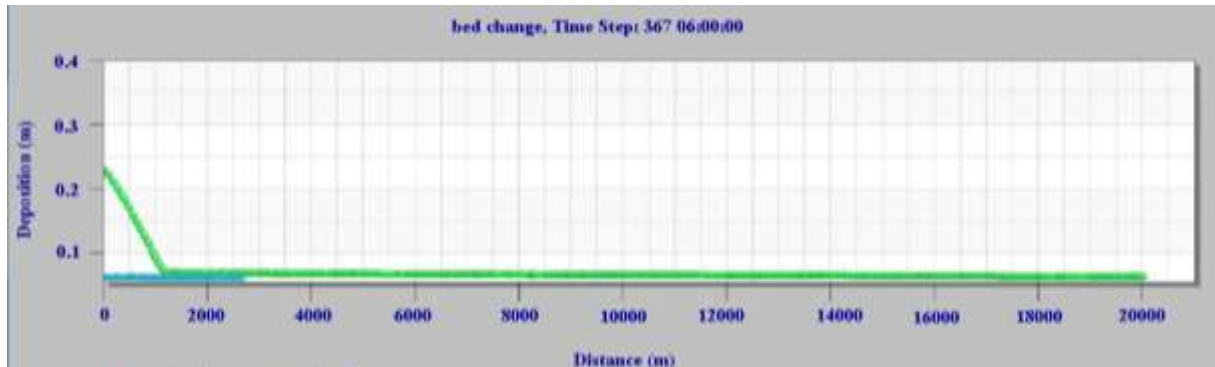 bed change, Time Step: 367 06:00:00
0.4
0.3
0.2
0.1
Deposition (m)
0 2000 4000 6000 8000 10000 12000 14000 16000 18000 20000
Distance (m)